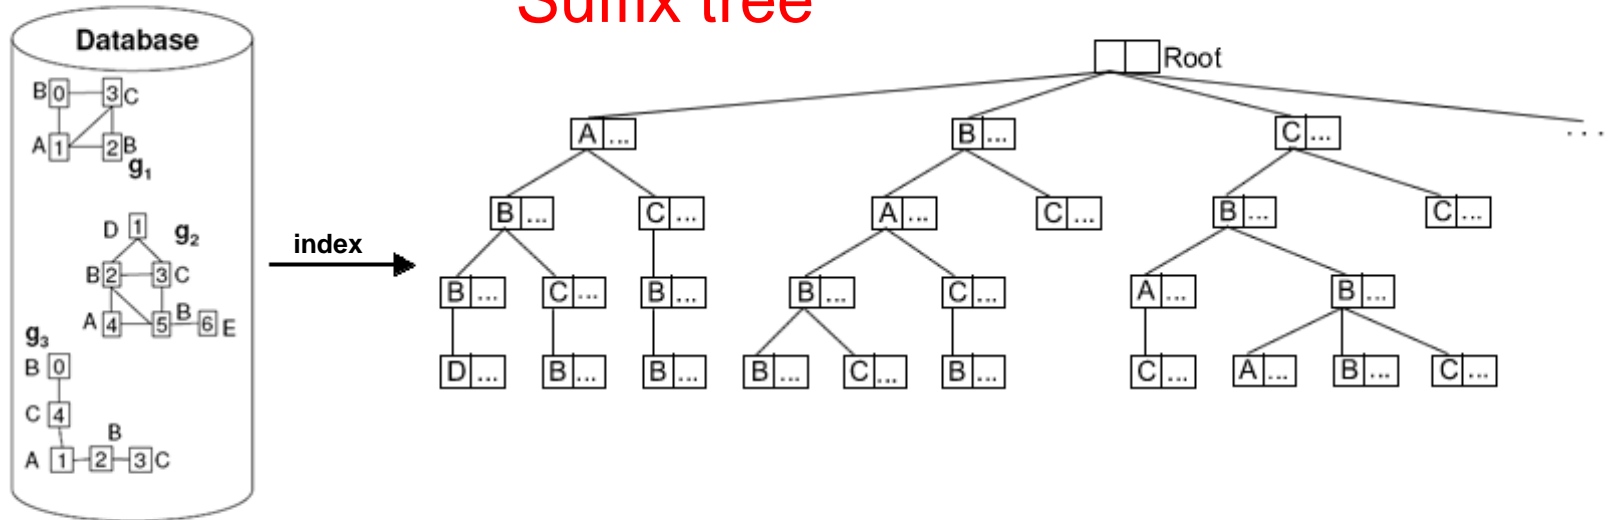 Suffix tree
Database
B 0 3 C
A 1 2 B
g1
D 1 g2
B 2 3 C
A 4 5 B 6 E
g3
B 0
C 4
B
A 1 2 3 C
index
Root
A ... B ... C ... ...
B ... C ... A ... C ... B ... C ...
B ... C ... B ... B ... C ... A ... B ...
D ... B ... B ... B ... C ... B ... C ... A ... B ... C ...